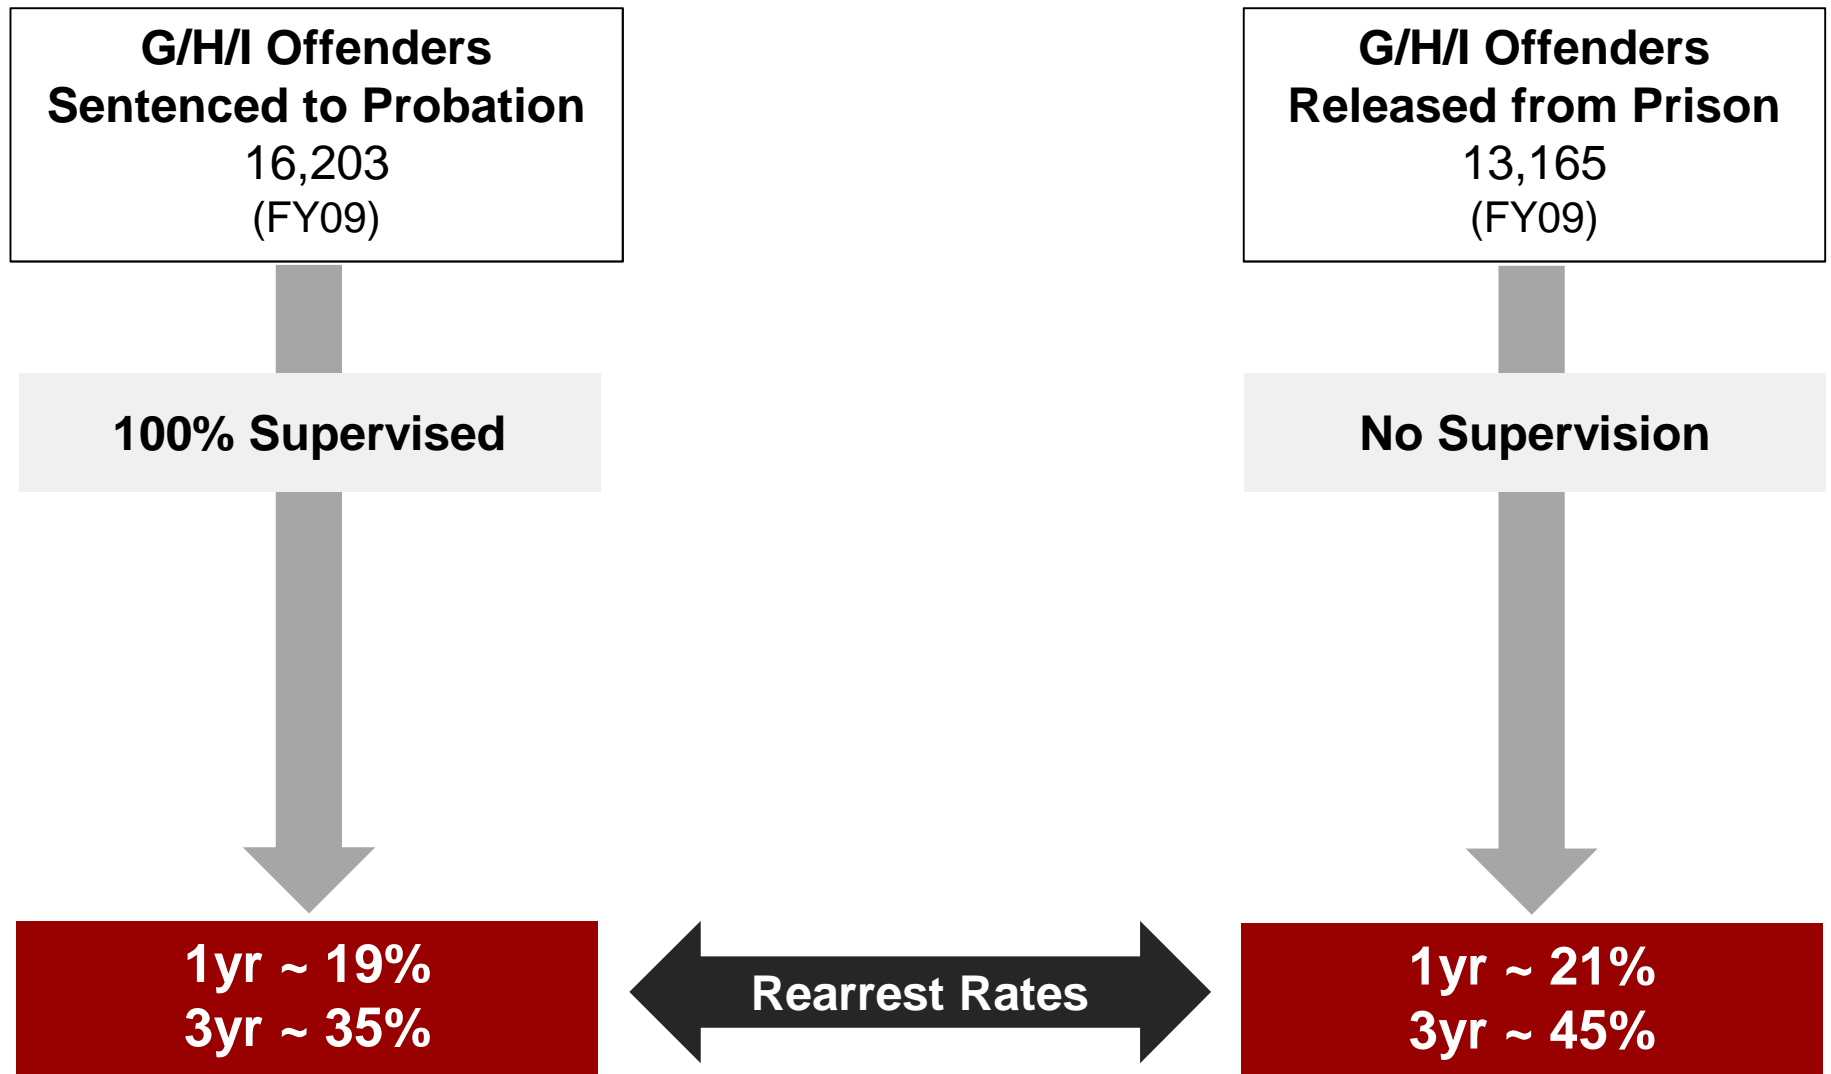 G/H/I Offenders
Sentenced to Probation
16,203
(FY09)
G/H/I Offenders
Released from Prison
13,165
(FY09)
100% Supervised
No Supervision
1yr ~ 19%
3yr ~ 35%
Rearrest Rates
1yr ~ 21%
3yr ~ 45%